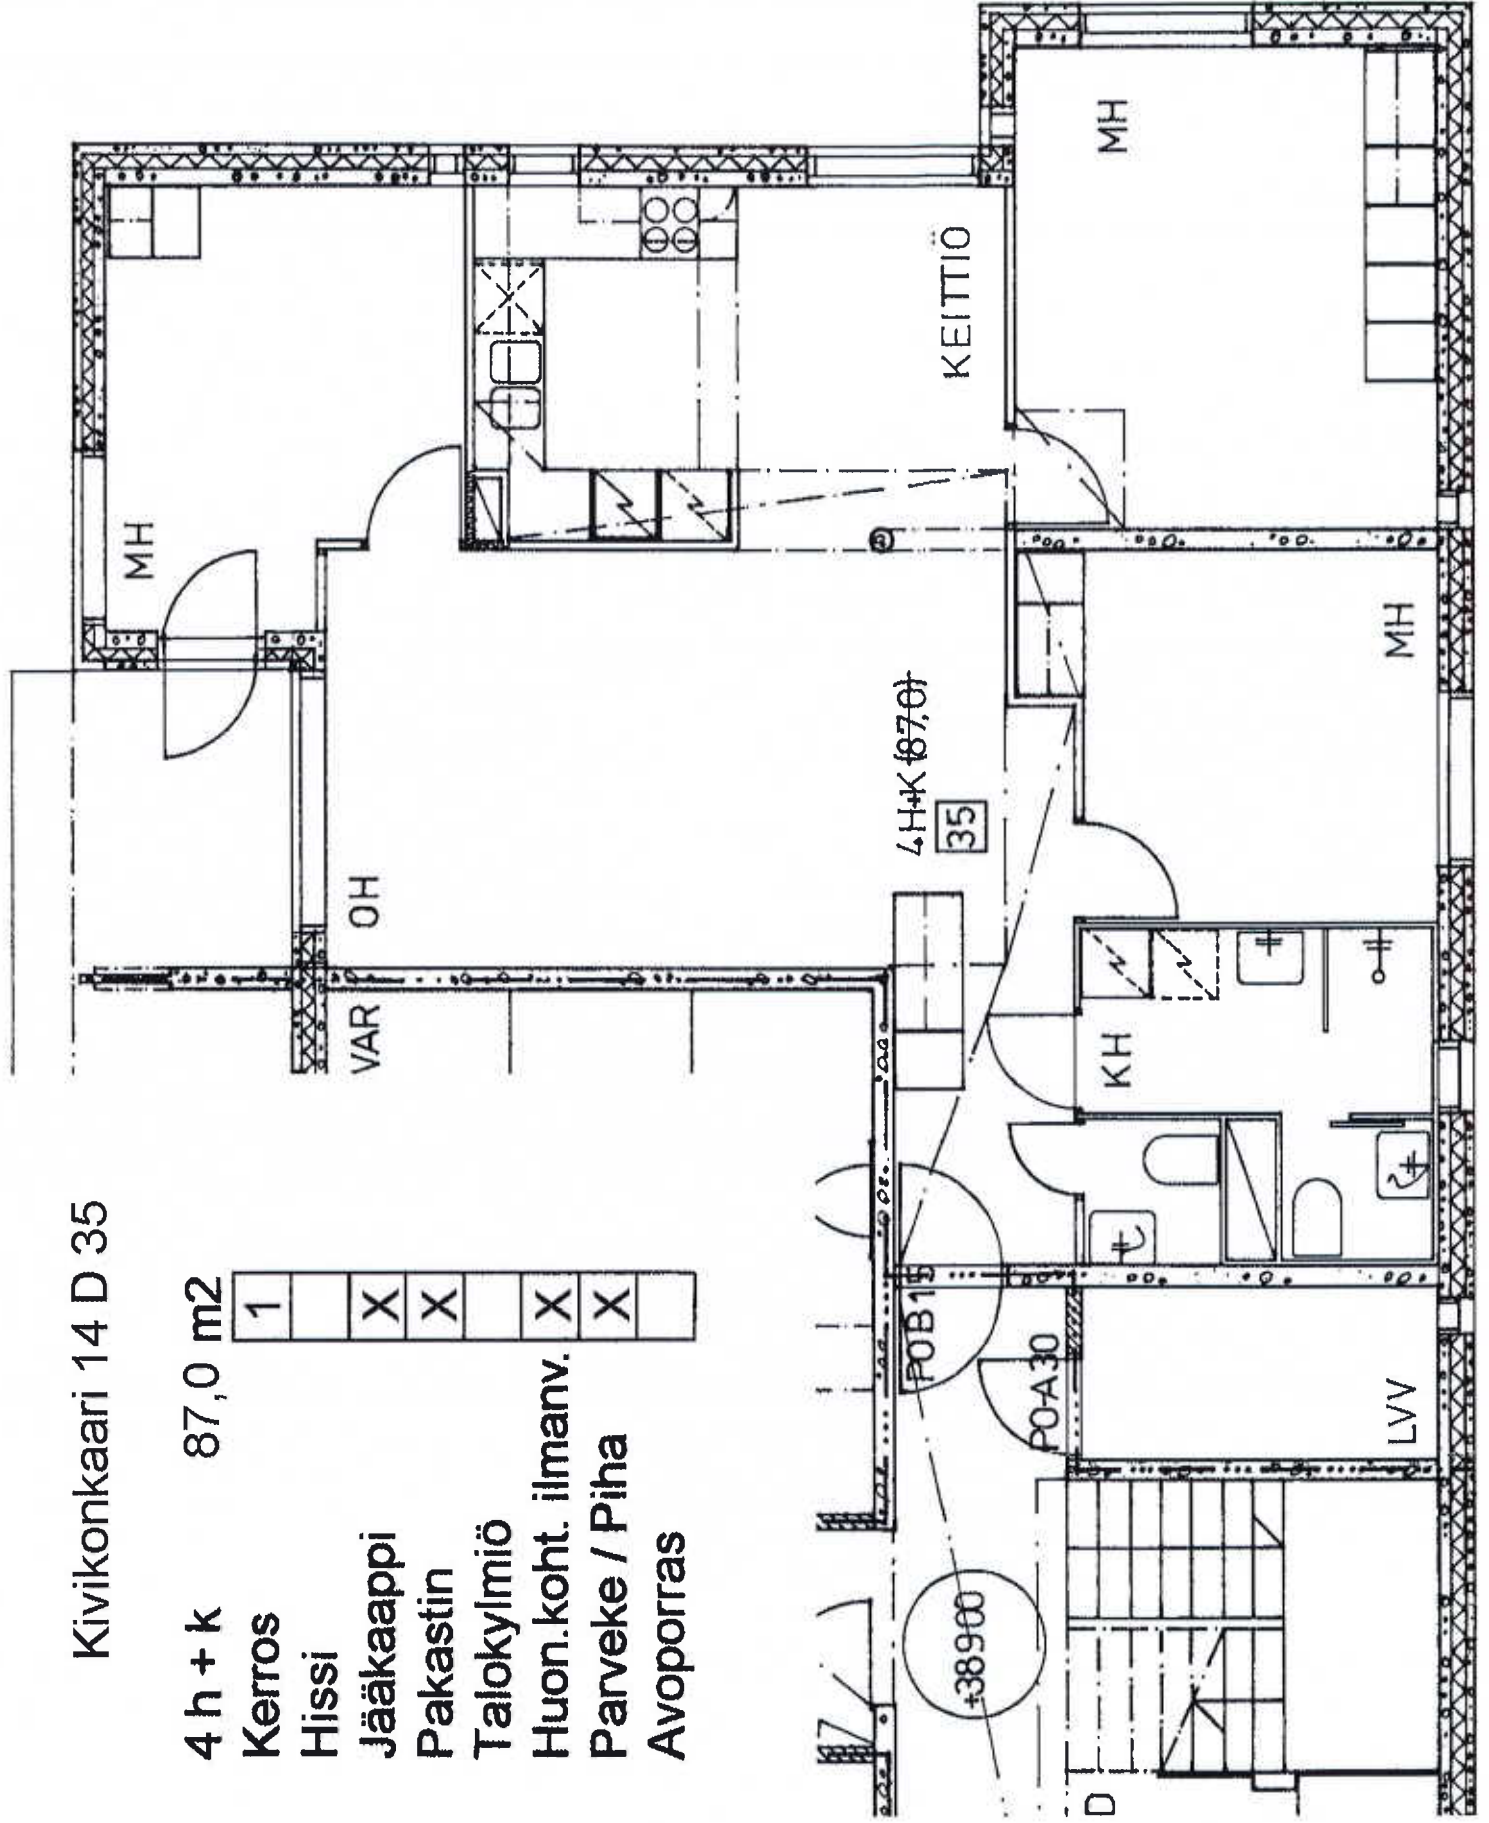 Kivikonkaari 14 D 35
4 h + k 87,0 m2
Kerros 1
Hissi
Jääkaappi X
Pakastin X
Talokylmiö
Huon.koht. ilmanv. X
Parveke / Piha X
Avoporras
MH
MH
KEITTIÖ
MH
OH
VAR
4H+K (87,0)
35
KH
POB15
PO-A30
LVV
+38900
D